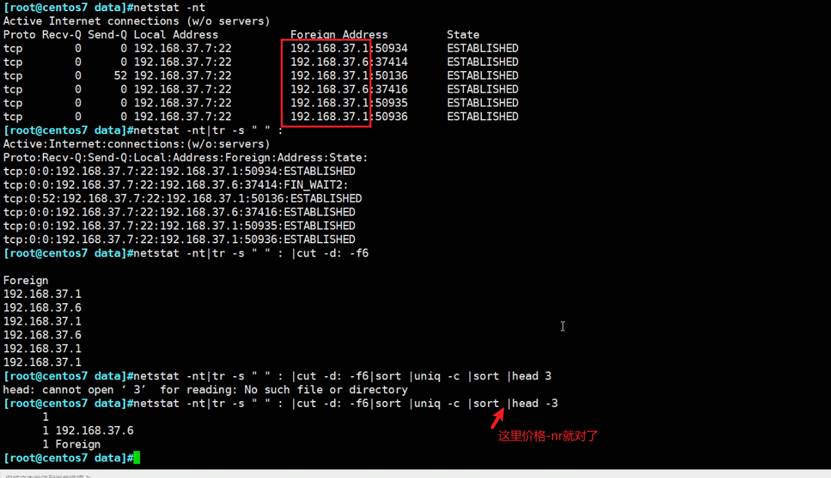 [root@centos7 data]#netstat -nt
Active Internet connections (w/o servers)
Proto Recv-Q Send-Q Local Address           Foreign Address         State
tcp        0      0 192.168.37.7:22         192.168.37.1:50934      ESTABLISHED
tcp        0      0 192.168.37.7:22         192.168.37.6:37414      ESTABLISHED
tcp        0     52 192.168.37.7:22         192.168.37.1:50136      ESTABLISHED
tcp        0      0 192.168.37.7:22         192.168.37.6:37416      ESTABLISHED
tcp        0      0 192.168.37.7:22         192.168.37.1:50935      ESTABLISHED
tcp        0      0 192.168.37.7:22         192.168.37.1:50936      ESTABLISHED
[root@centos7 data]#netstat -nt|tr -s " " :
Active:Internet:connections:(w/o:servers)
Proto:Recv-Q:Send-Q:Local:Address:Foreign:Address:State:
tcp:0:0:192.168.37.7:22:192.168.37.1:50934:ESTABLISHED
tcp:0:0:192.168.37.7:22:192.168.37.6:37414:FIN_WAIT2:
tcp:0:52:192.168.37.7:22:192.168.37.1:50136:ESTABLISHED
tcp:0:0:192.168.37.7:22:192.168.37.6:37416:ESTABLISHED
tcp:0:0:192.168.37.7:22:192.168.37.1:50935:ESTABLISHED
tcp:0:0:192.168.37.7:22:192.168.37.1:50936:ESTABLISHED
[root@centos7 data]#netstat -nt|tr -s " " : |cut -d: -f6
Foreign
192.168.37.1
192.168.37.6
192.168.37.1
192.168.37.6
192.168.37.1
192.168.37.1
[root@centos7 data]#netstat -nt|tr -s " " : |cut -d: -f6|sort |uniq -c |sort |head 3
head: cannot open ‘ 3’ for reading: No such file or directory
[root@centos7 data]#netstat -nt|tr -s " " : |cut -d: -f6|sort |uniq -c |sort |head -3
1
1 192.168.37.6
这里价格-nr就对了
1 Foreign
[root@centos7 data]#